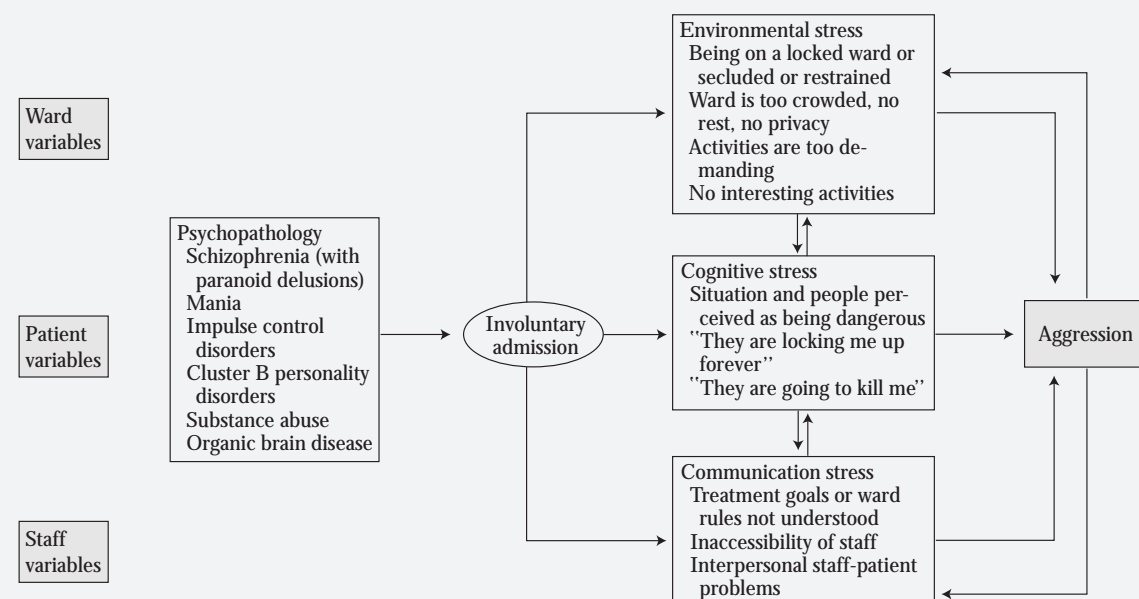 Ward
variables
Patient
variables
Staff
variables
Psychopathology
Schizophrenia (with
paranoid delusions)
Mania
Impulse control
disorders
Cluster B personality
disorders
Substance abuse
Organic brain disease
Involuntary
admission
Environmental stress
Being on a locked ward or
secluded or restrained
Ward is too crowded, no
rest, no privacy
Activities are too de-
manding
No interesting activities
Cognitive stress
Situation and people per-
ceived as being dangerous
“They are locking me up
forever”
“They are going to kill me”
Communication stress
Treatment goals or ward
rules not understood
Inaccessibility of staff
Interpersonal staff-patient
problems
Aggression